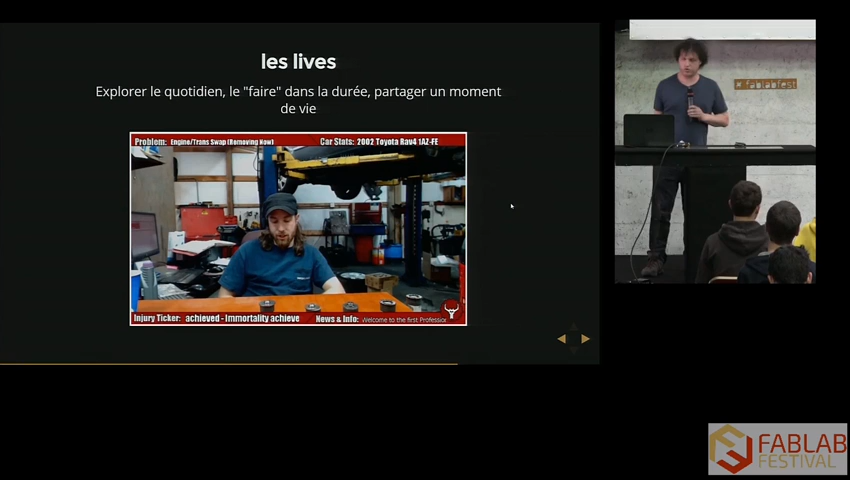 les lives
Explorer le quotidien, le "faire" dans la durée, partager un moment
de vie
Problem: Engine/Trans Swap (Removing Now) Car Stats: 2002 Toyota Rav4 1AZ-FE
Injury Ticker: achieved - Immortality achieve News & Info: Welcome to the first Profession
#fablabfest
FABLAB
FESTIVAL